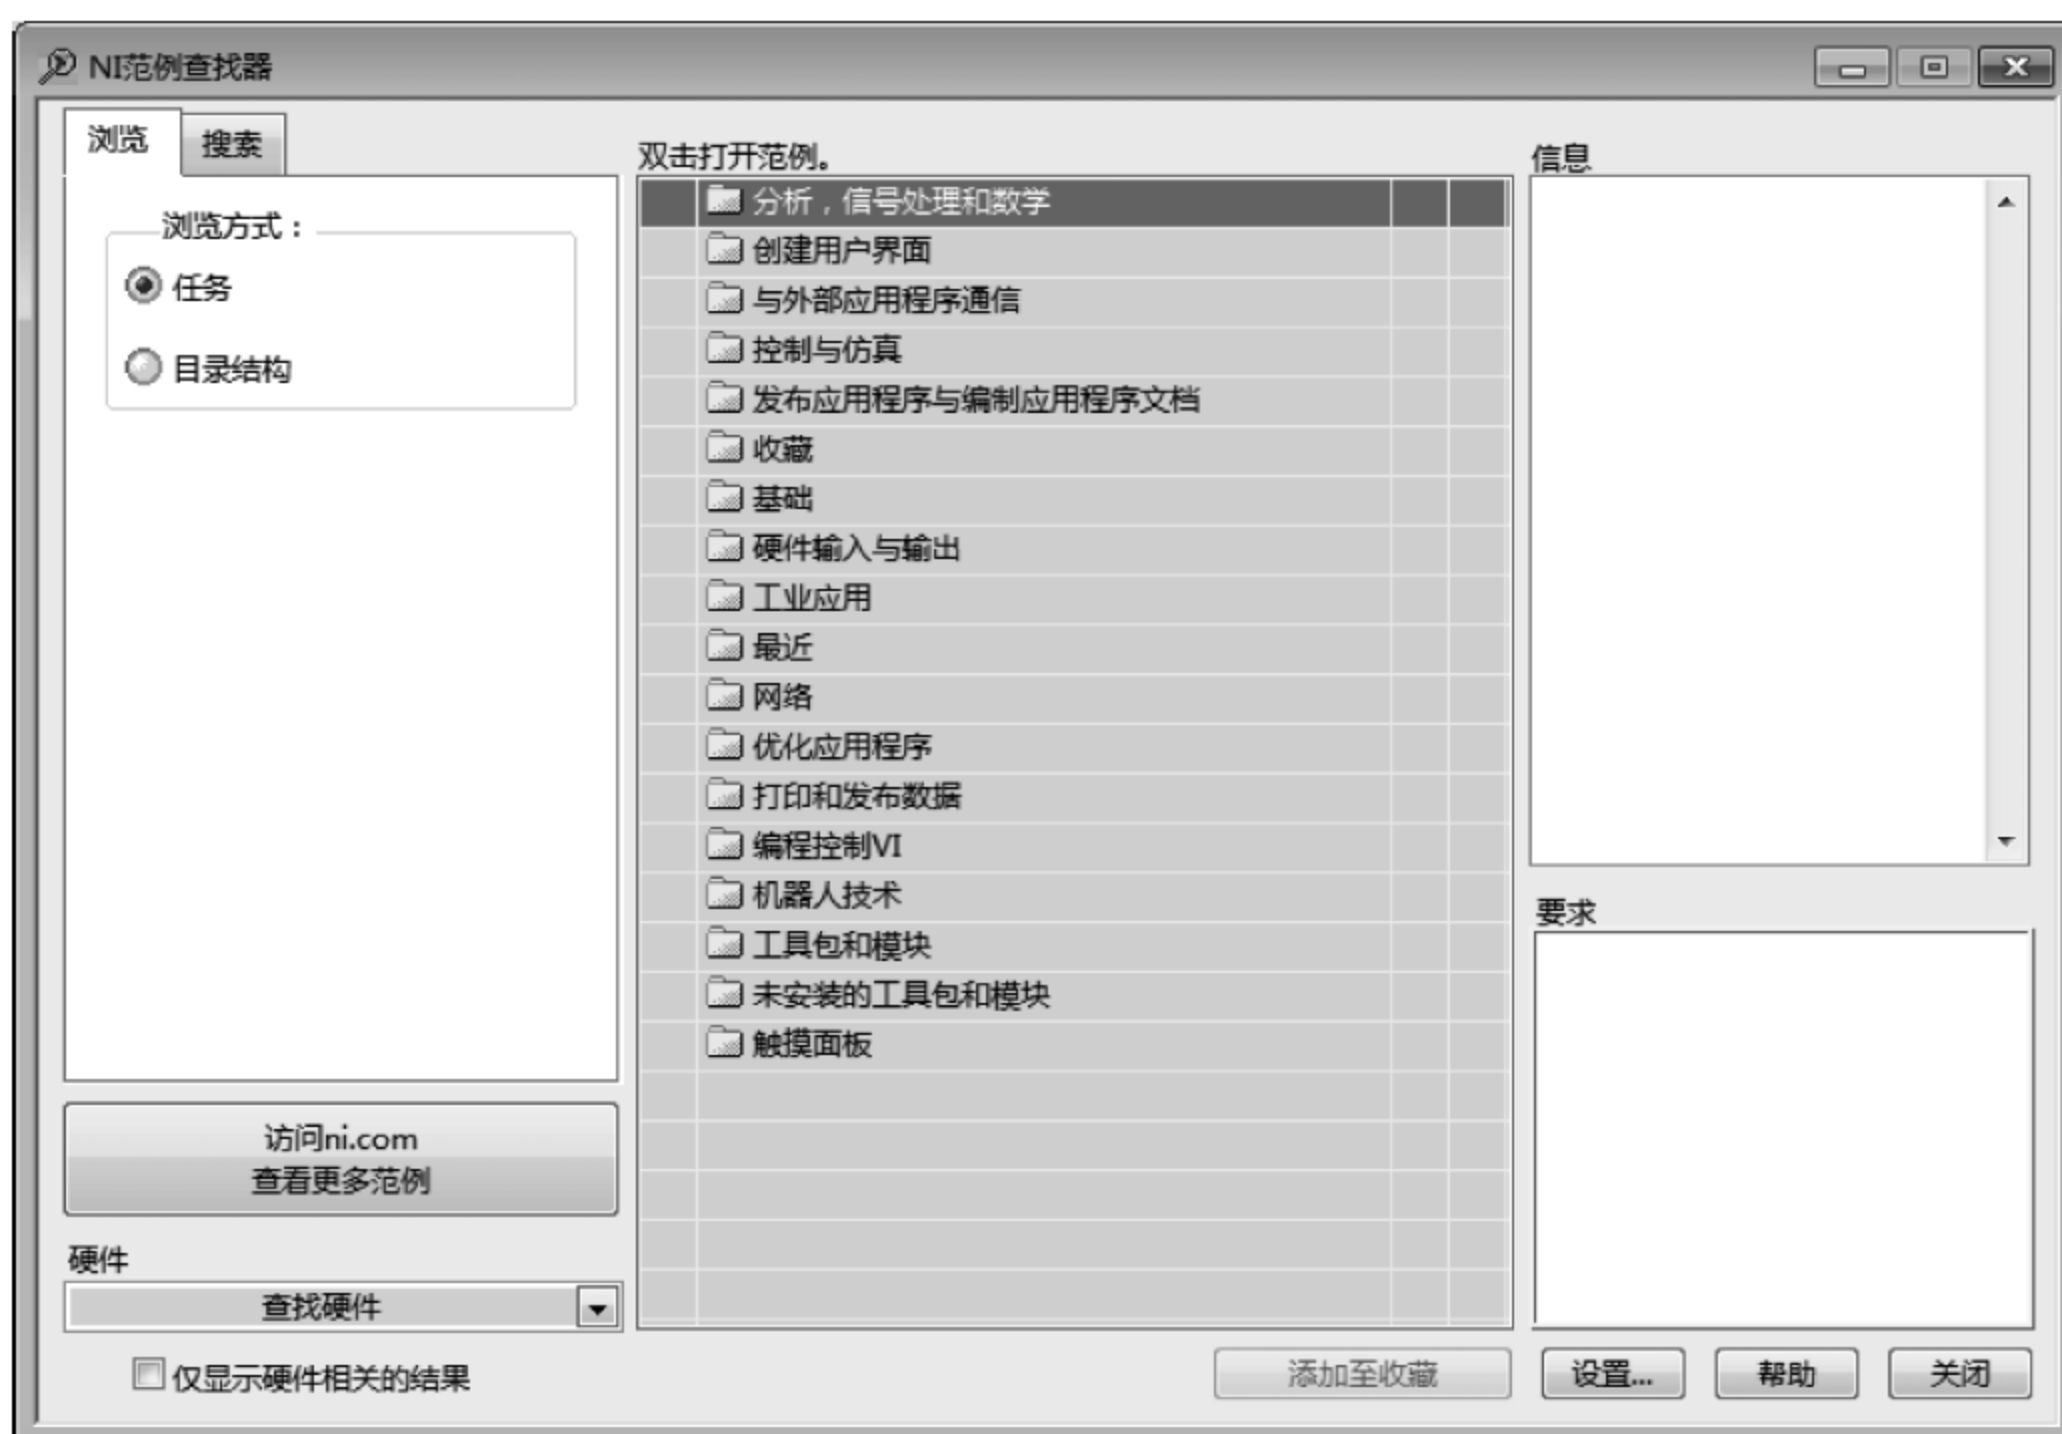 NI范例查找器
浏览
搜索
浏览方式：
任务
目录结构
访问ni.com
查看更多范例
硬件
查找硬件
仅显示硬件相关的结果
双击打开范例。
分析，信号处理和数学
创建用户界面
与外部应用程序通信
控制与仿真
发布应用程序与编制应用程序文档
收藏
基础
硬件输入与输出
工业应用
最近
网络
优化应用程序
打印和发布数据
编程控制VI
机器人技术
工具包和模块
未安装的工具包和模块
触摸面板
信息
要求
添加至收藏
设置...
帮助
关闭